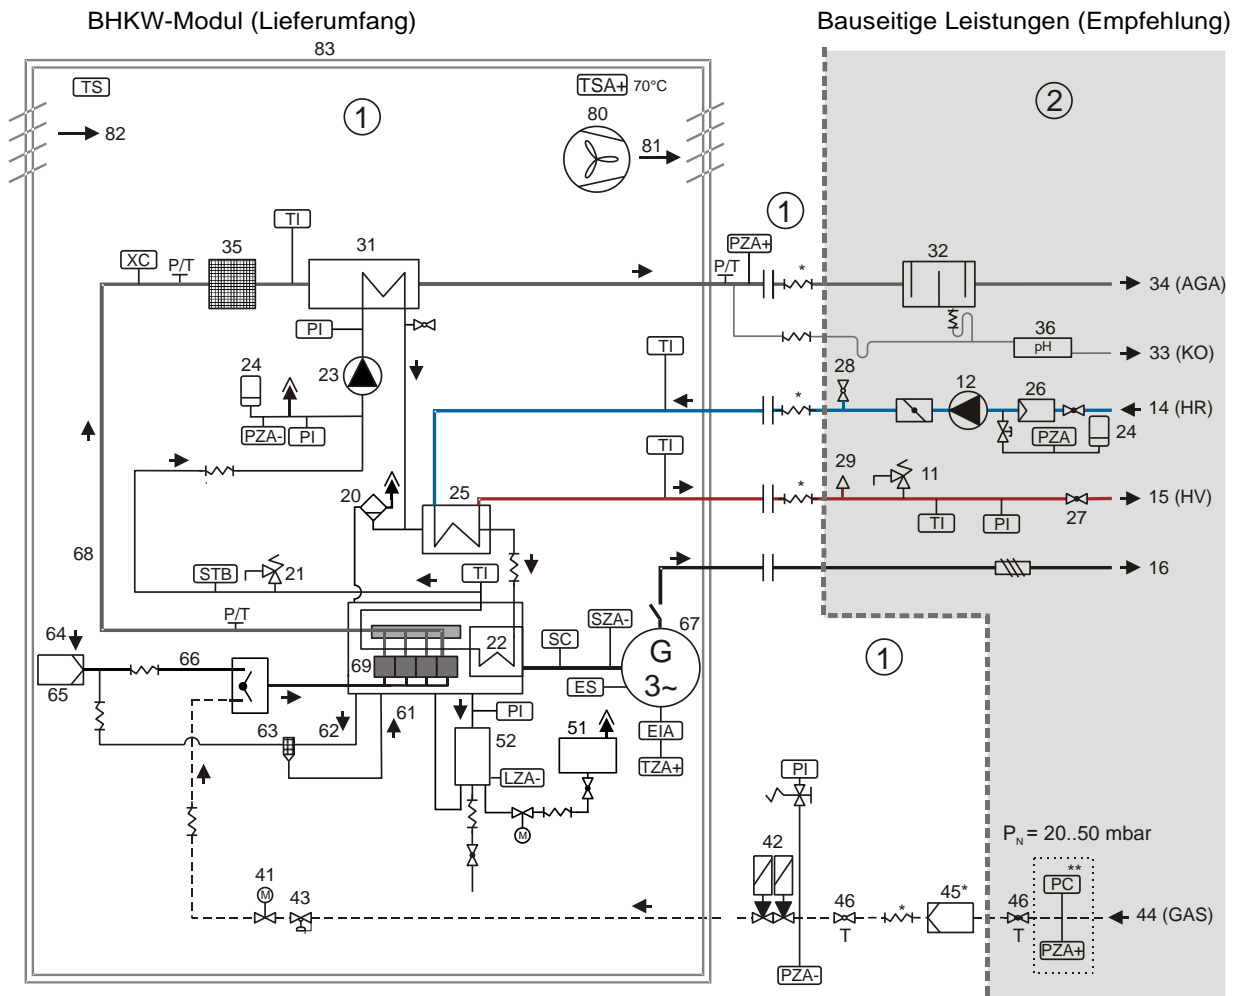 BHKW-Modul (Lieferumfang)
Bauseitige Leistungen (Empfehlung)
83
TS
1
TSA+ 70°C
80
2
82
81
1
TI
35
31
PZA+
32
XC
P/T
P/T
*
34 (AGA)
PI
36
pH
33 (KO)
24
23
TI
28
12
26
14 (HR)
*
PZA-
PI
PZA
24
TI
29
11
20
25
*
15 (HV)
TI
PI
27
68
STB
21
TI
16
P/T
SZA-
67
64
66
22
SC
G
3~
1
65
69
ES
62
61
PI
51
63
52
EIA
LZA-
TZA+
M
PI
P_N = 20..50 mbar
42
**
41
M
43
46
45*
46
PC
*
44 (GAS)
T
T
PZA+
PZA-